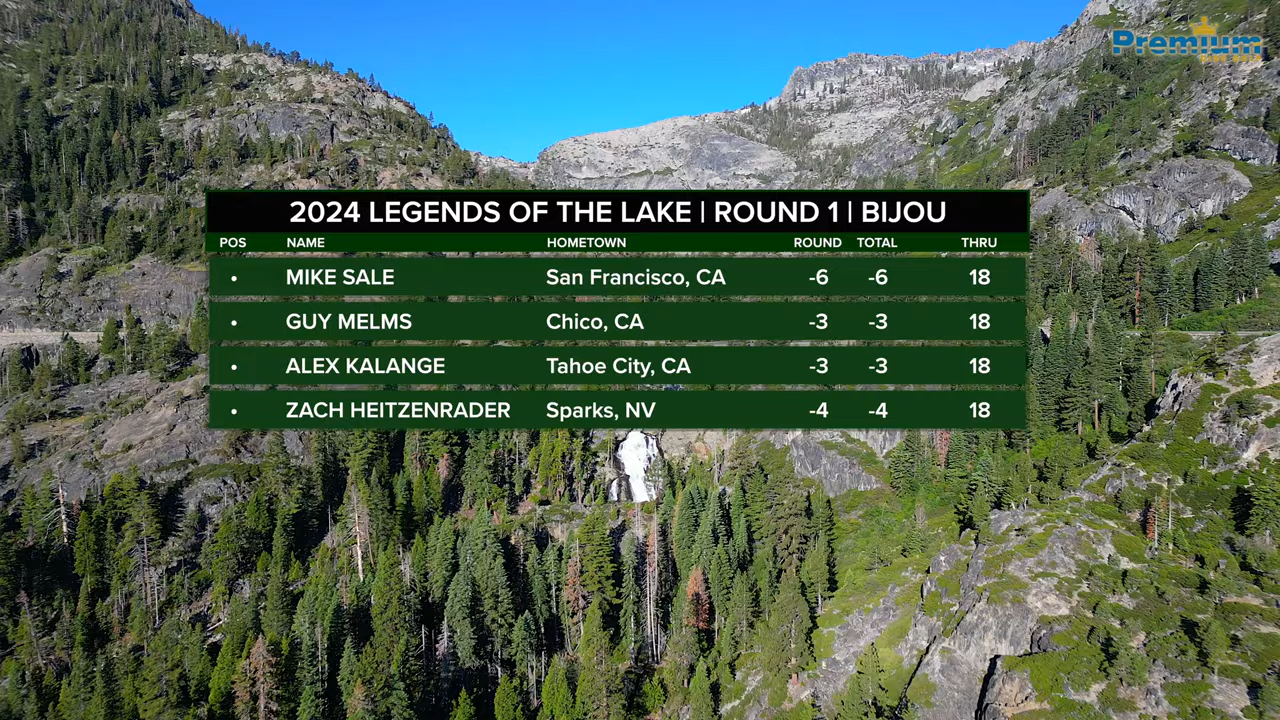 Premium
DISC GOLF
2024 LEGENDS OF THE LAKE | ROUND 1 | BIJOU
POS NAME HOMETOWN ROUND TOTAL THRU
• MIKE SALE San Francisco, CA -6 -6 18
• GUY MELMS Chico, CA -3 -3 18
• ALEX KALANGE Tahoe City, CA -3 -3 18
• ZACH HEITZENRADER Sparks, NV -4 -4 18